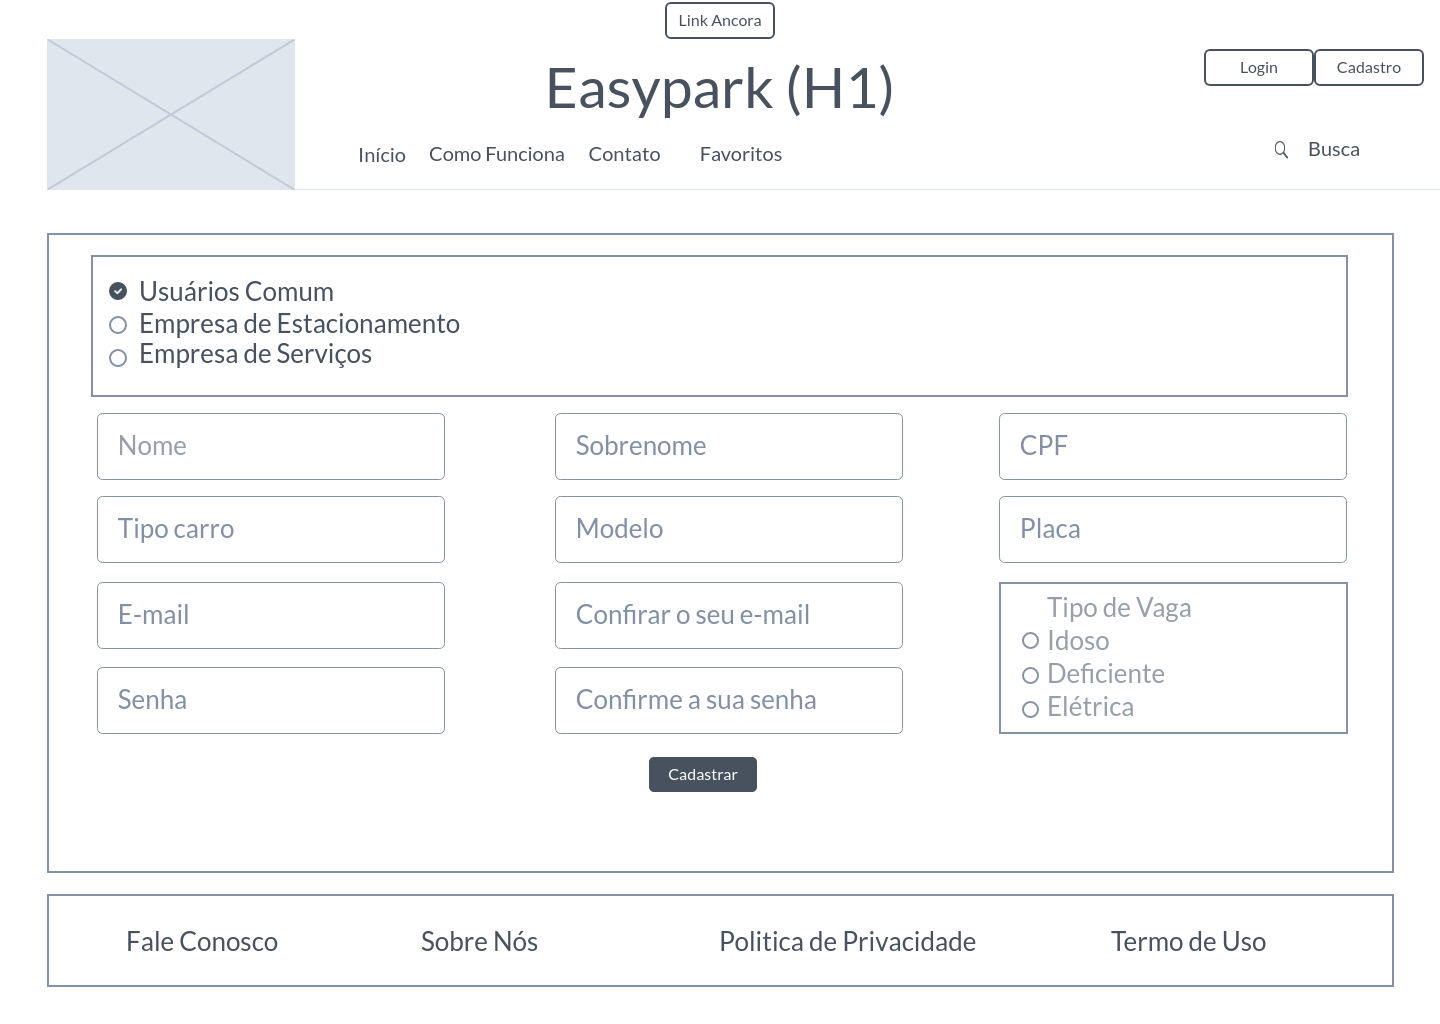 Link Ancora
Easypark (H1)
Login
Cadastro
Início
Como Funciona
Contato
Favoritos
Busca
Usuários Comum
Empresa de Estacionamento
Empresa de Serviços
Nome
Sobrenome
CPF
Tipo carro
Modelo
Placa
E-mail
Confirar o seu e-mail
Tipo de Vaga
Idoso
Deficiente
Elétrica
Senha
Confirme a sua senha
Cadastrar
Fale Conosco
Sobre Nós
Politica de Privacidade
Termo de Uso